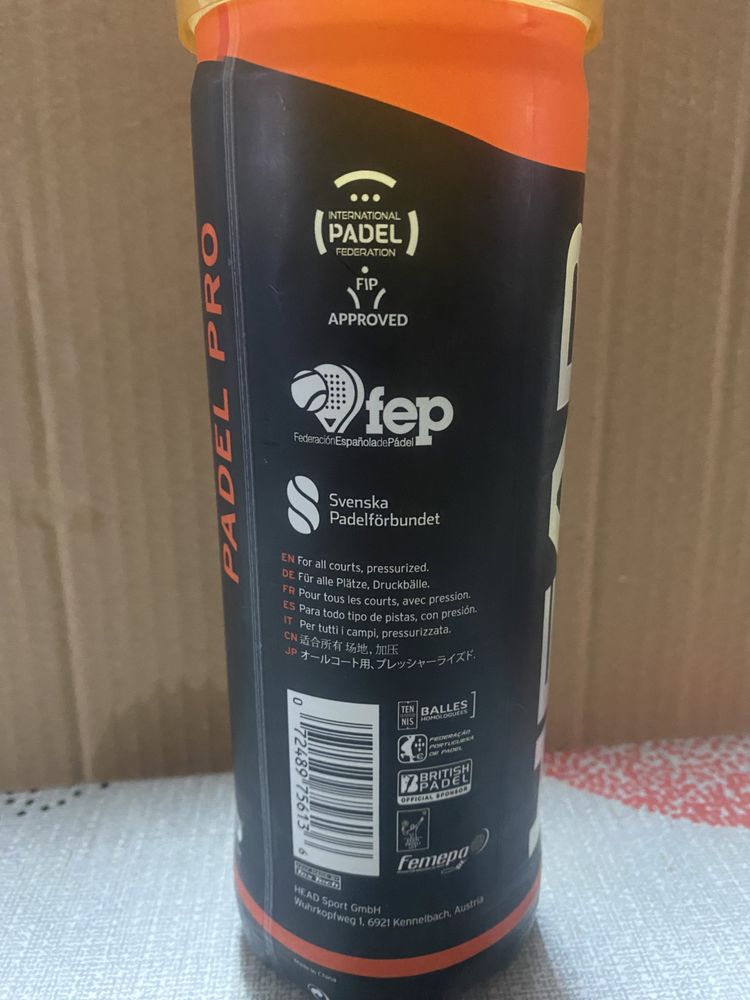 PADEL PRO
INTERNATIONAL
PADEL
FEDERATION
FIP
APPROVED
fep
FederaciónEspañoladePádel
Svenska
Padelförbundet
EN For all courts, pressurized.
DE Für alle Plätze, Druckbälle.
FR Pour tous les courts, avec pression.
ES Para todo tipo de pistas, con presión.
IT Per tutti i campi, pressurizzata.
CN 适合所有 场地, 加压
JP オールコート用、プレッシャーライズド.
0 72489 75613 6
TEN
NIS
BALLES
HOMOLOGUÉES
FEDERAÇÃO
PORTUGUESA
DE PADEL
BRITISH
PADEL
OFFICIAL SPONSOR
Femepa
Tex Tech
HEAD Sport GmbH
Wuhrkopfweg 1, 6921 Kennelbach, Austria
Made in China